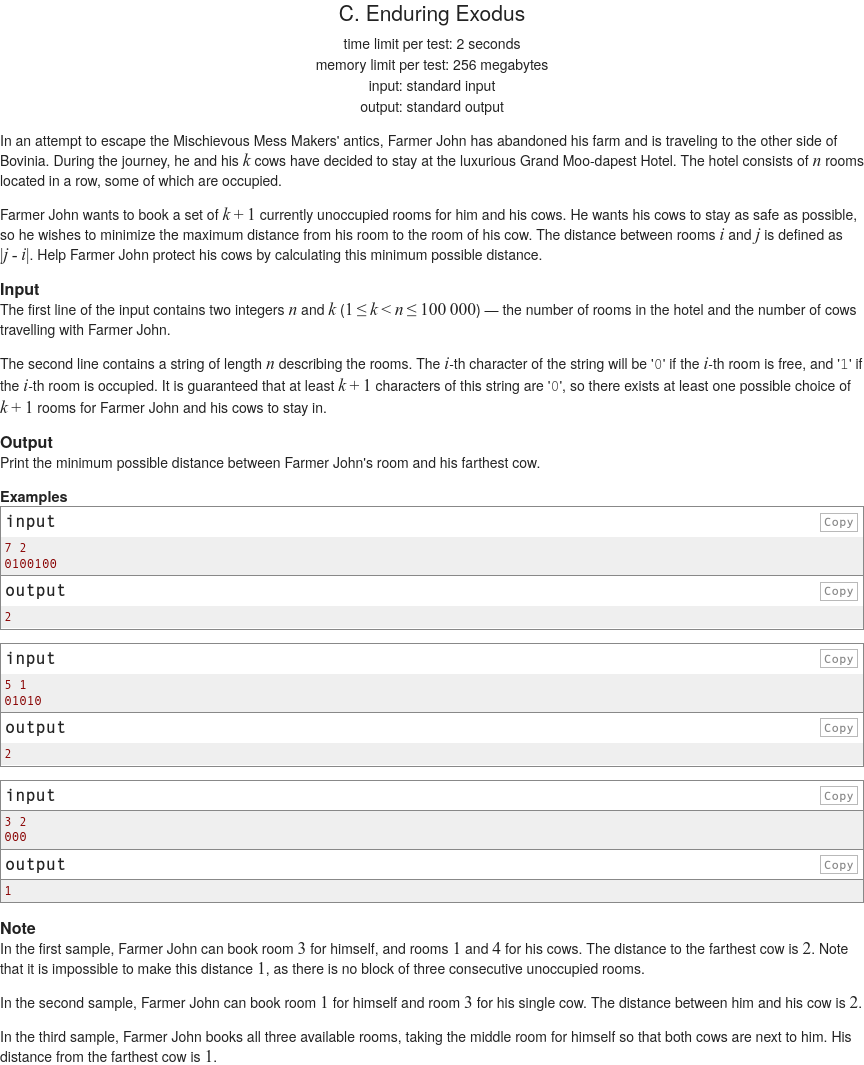 C. Enduring Exodus
time limit per test: 2 seconds
memory limit per test: 256 megabytes
input: standard input
output: standard output
In an attempt to escape the Mischievous Mess Makers' antics, Farmer John has abandoned his farm and is traveling to the other side of
Bovinia. During the journey, he and his k cows have decided to stay at the luxurious Grand Moo-dapest Hotel. The hotel consists of n rooms
located in a row, some of which are occupied.
Farmer John wants to book a set of k + 1 currently unoccupied rooms for him and his cows. He wants his cows to stay as safe as possible,
so he wishes to minimize the maximum distance from his room to the room of his cow. The distance between rooms i and j is defined as
|j - i|. Help Farmer John protect his cows by calculating this minimum possible distance.
Input
The first line of the input contains two integers n and k (1 ≤ k < n ≤ 100 000) — the number of rooms in the hotel and the number of cows
travelling with Farmer John.
The second line contains a string of length n describing the rooms. The i-th character of the string will be '0' if the i-th room is free, and '1' if
the i-th room is occupied. It is guaranteed that at least k + 1 characters of this string are '0', so there exists at least one possible choice of
k + 1 rooms for Farmer John and his cows to stay in.
Output
Print the minimum possible distance between Farmer John's room and his farthest cow.
Examples
input Copy
7 2
0100100
output Copy
2
input Copy
5 1
01010
output Copy
2
input Copy
3 2
000
output Copy
1
Note
In the first sample, Farmer John can book room 3 for himself, and rooms 1 and 4 for his cows. The distance to the farthest cow is 2. Note
that it is impossible to make this distance 1, as there is no block of three consecutive unoccupied rooms.
In the second sample, Farmer John can book room 1 for himself and room 3 for his single cow. The distance between him and his cow is 2.
In the third sample, Farmer John books all three available rooms, taking the middle room for himself so that both cows are next to him. His
distance from the farthest cow is 1.